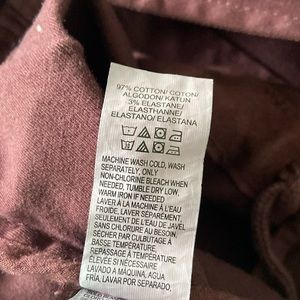 97% COTTON/ COTON/
ALGODON/ KATUN
3% ELASTANE/
ELASTHANNE/
ELASTANO/ ELASTANA
MACHINE WASH COLD, WASH
SEPARATELY, ONLY
NON-CHLORINE BLEACH WHEN
NEEDED, TUMBLE DRY LOW,
WARM IRON IF NEEDED
LAVER À LA MACHINE À L'EAU
FROIDE, LAVER SÉPARÉMENT,
SEULEMENT DE L'EAU DE JAVEL
SANS CHLORURE AU BESOIN,
SÉCHER PAR CULBUTAGE À
BASSE TEMPÉRATURE,
REPASSAGE À TEMPÉRATURE
ÉLEVÉE SI NÉCESSAIRE
LAVADO A MÁQUINA, AGUA
FRÍA, LAVAR POR SEPARADO,